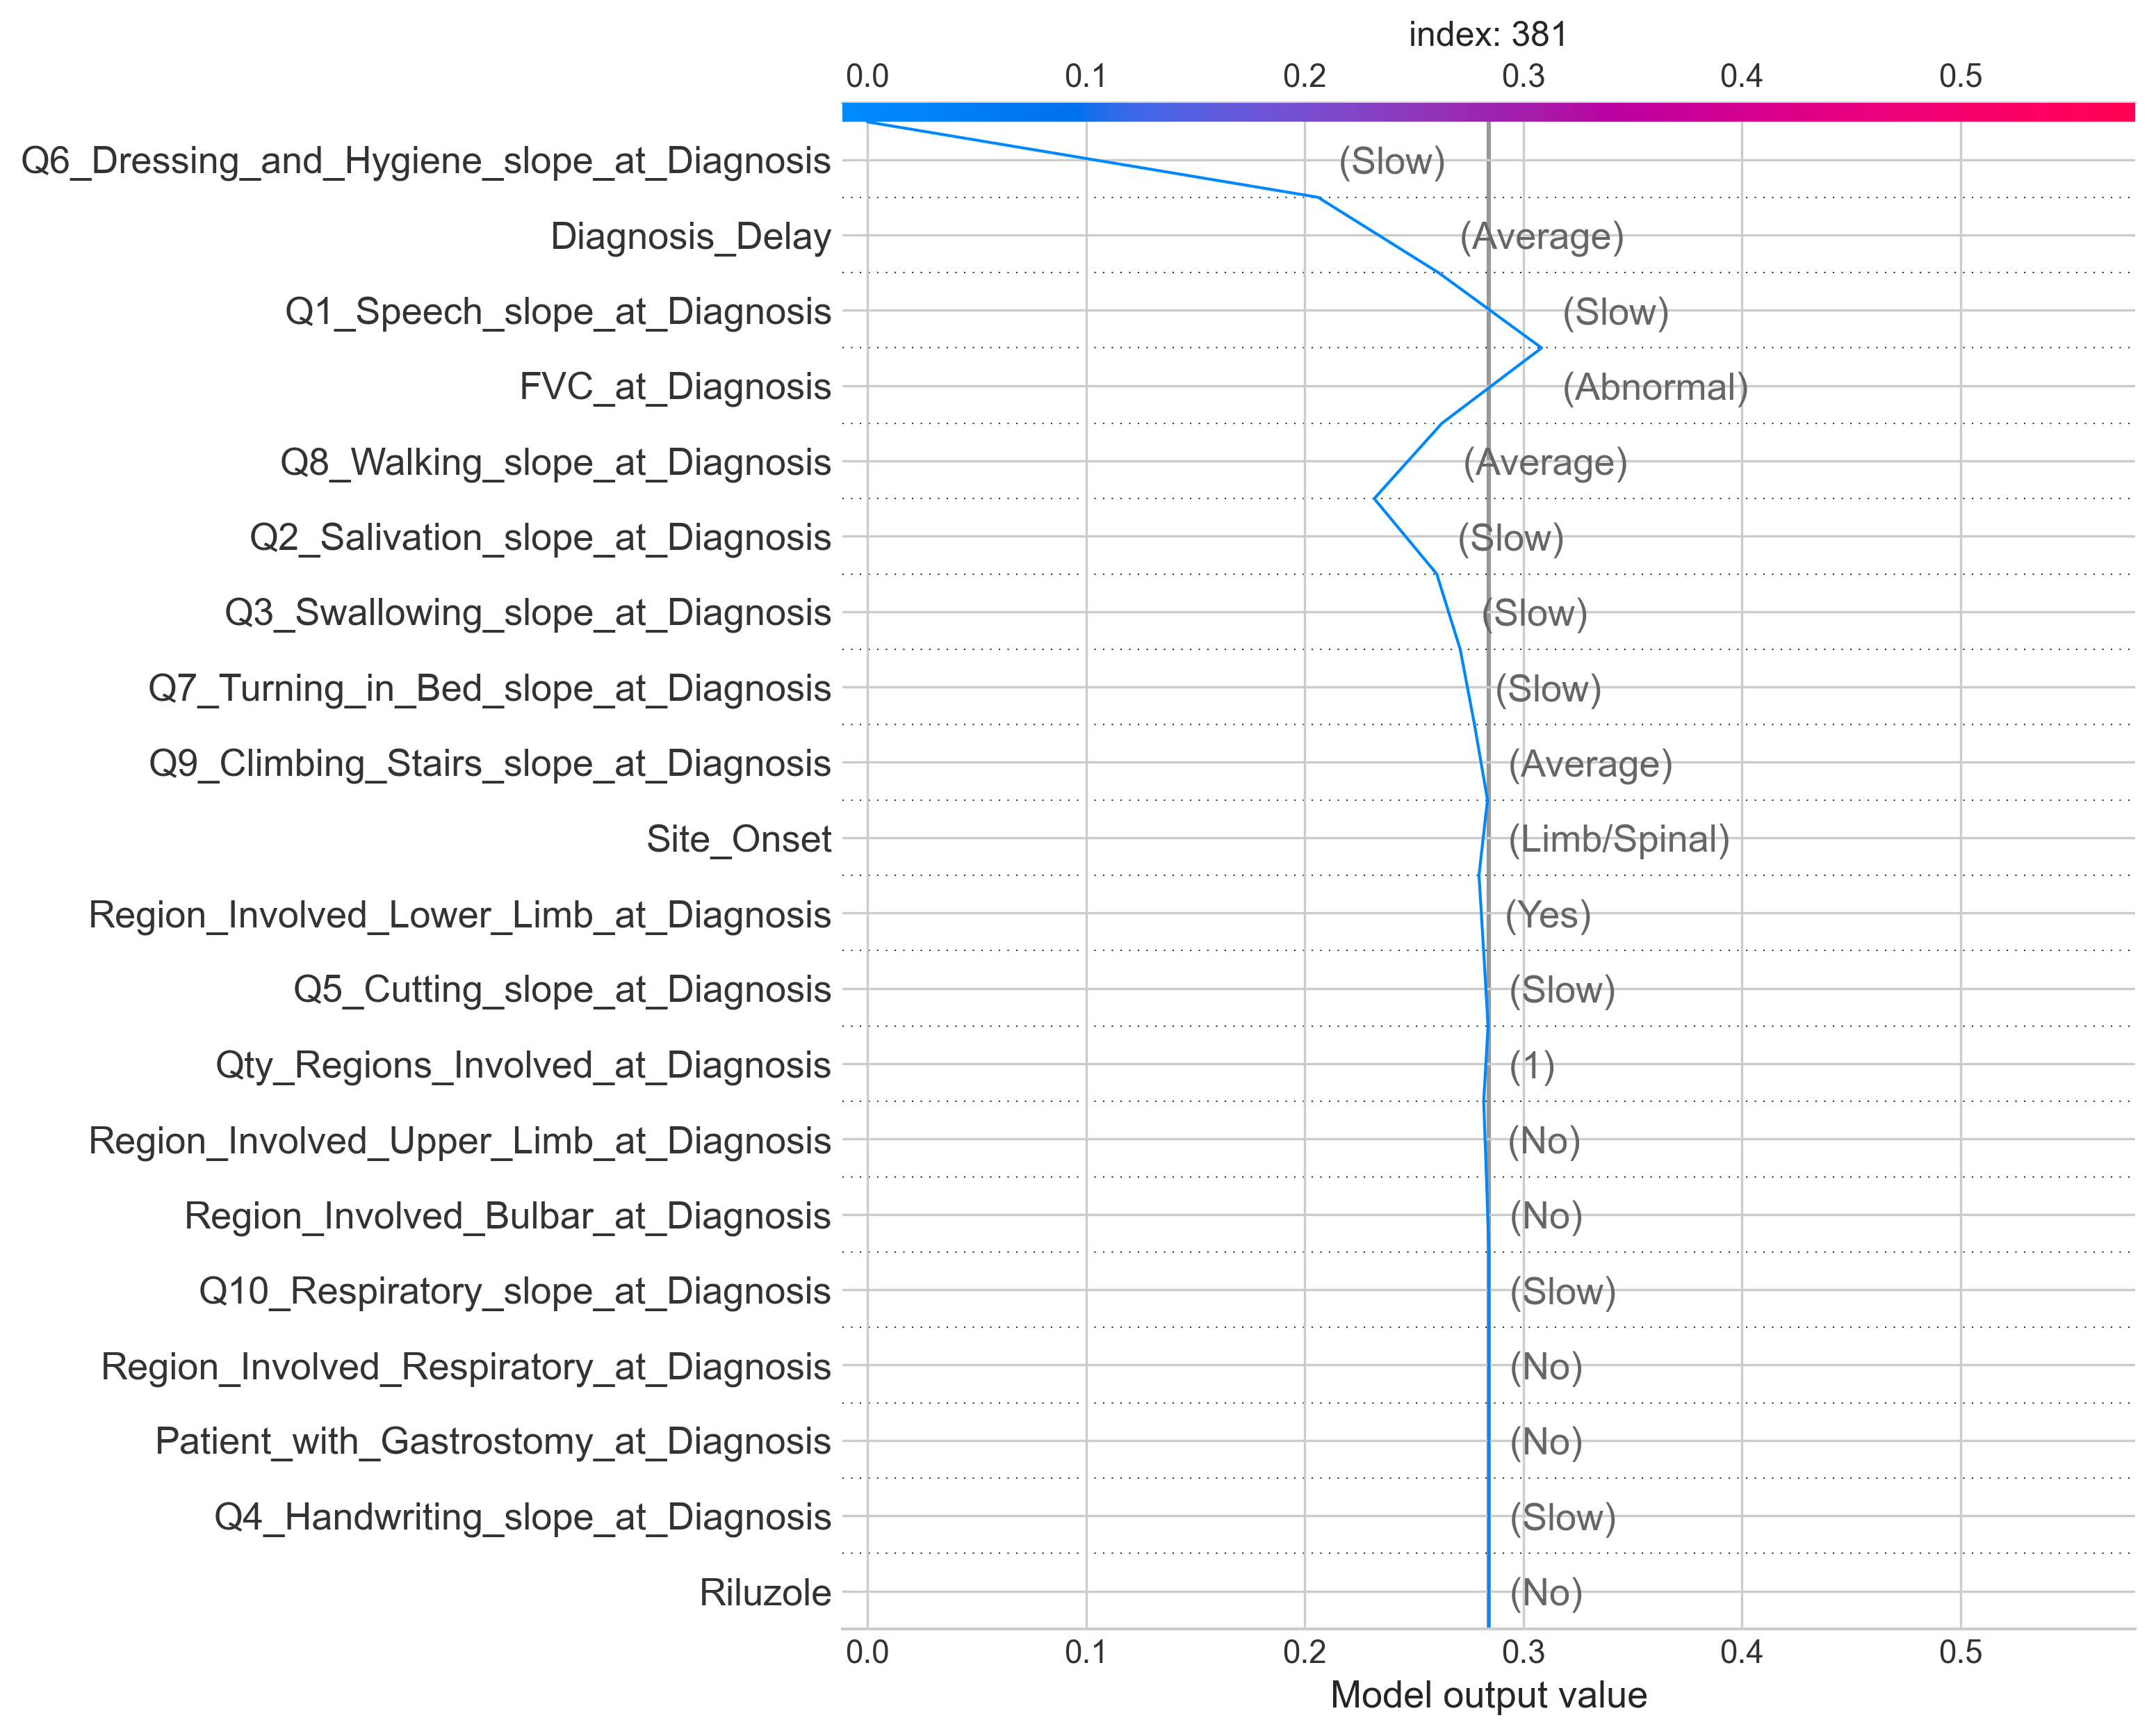 index: 381
0.0 0.1 0.2 0.3 0.4 0.5
Q6_Dressing_and_Hygiene_slope_at_Diagnosis (Slow)
Diagnosis_Delay (Average)
Q1_Speech_slope_at_Diagnosis (Slow)
FVC_at_Diagnosis (Abnormal)
Q8_Walking_slope_at_Diagnosis (Average)
Q2_Salivation_slope_at_Diagnosis (Slow)
Q3_Swallowing_slope_at_Diagnosis (Slow)
Q7_Turning_in_Bed_slope_at_Diagnosis (Slow)
Q9_Climbing_Stairs_slope_at_Diagnosis (Average)
Site_Onset (Limb/Spinal)
Region_Involved_Lower_Limb_at_Diagnosis (Yes)
Q5_Cutting_slope_at_Diagnosis (Slow)
Qty_Regions_Involved_at_Diagnosis (1)
Region_Involved_Upper_Limb_at_Diagnosis (No)
Region_Involved_Bulbar_at_Diagnosis (No)
Q10_Respiratory_slope_at_Diagnosis (Slow)
Region_Involved_Respiratory_at_Diagnosis (No)
Patient_with_Gastrostomy_at_Diagnosis (No)
Q4_Handwriting_slope_at_Diagnosis (Slow)
Riluzole (No)
0.0 0.1 0.2 0.3 0.4 0.5
Model output value